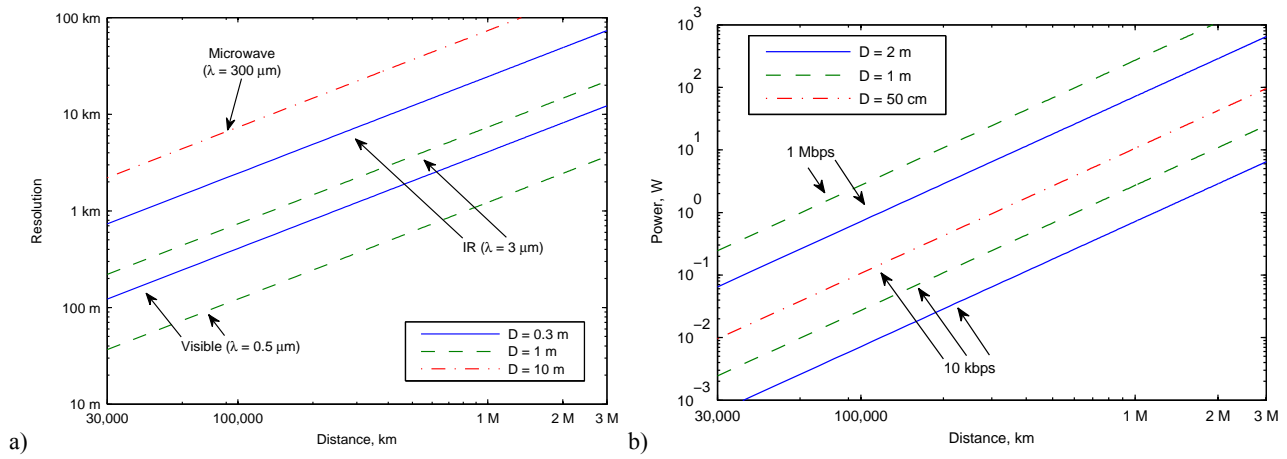 100 km
10 km
1 km
100 m
10 m
Resolution
Microwave
(λ = 300 μm)
IR (λ = 3 μm)
Visible (λ = 0.5 μm)
D = 0.3 m
D = 1 m
D = 10 m
30,000 100,000 1 M 3 M
Distance, km
a)
10^3
10^2
10^1
10^0
10^−1
10^−2
10^−3
Power, W
D = 2 m
D = 1 m
D = 50 cm
1 Mbps
10 kbps
30,000 100,000 1 M 2 M 3 M
Distance, km
b)